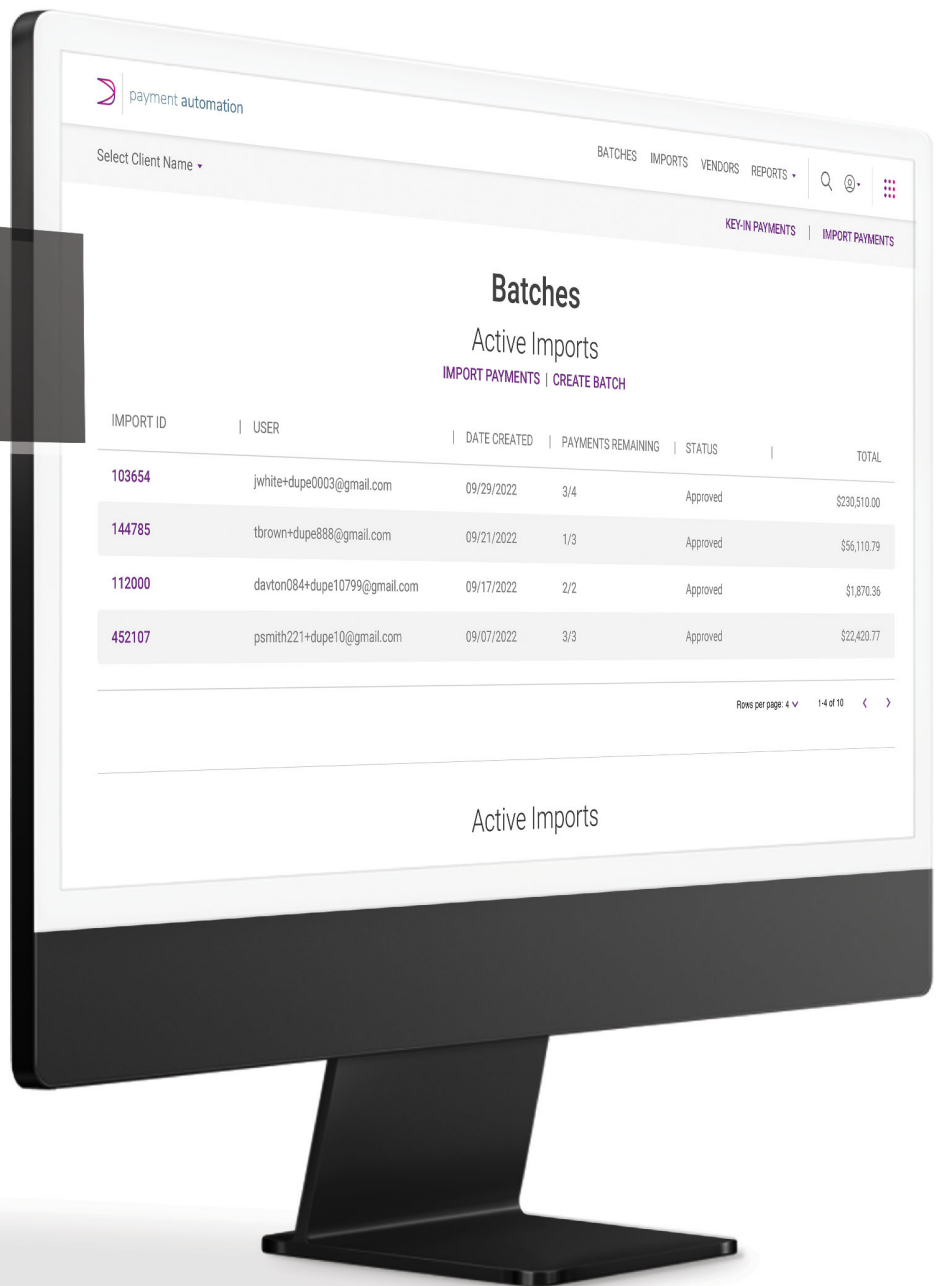 payment automation
BATCHES IMPORTS VENDORS REPORTS
Select Client Name
KEY-IN PAYMENTS | IMPORT PAYMENTS
Batches
Active Imports
IMPORT PAYMENTS | CREATE BATCH
IMPORT ID | USER | DATE CREATED | PAYMENTS REMAINING | STATUS | TOTAL
103654 jwhite+dupe0003@gmail.com 09/29/2022 3/4 Approved $230,510.00
144785 tbrown+dupe888@gmail.com 09/21/2022 1/3 Approved $56,110.79
112000 davton084+dupe10799@gmail.com 09/17/2022 2/2 Approved $1,870.36
452107 psmith221+dupe10@gmail.com 09/07/2022 3/3 Approved $22,420.77
Rows per page: 4 1-4 of 10 < >
Active Imports